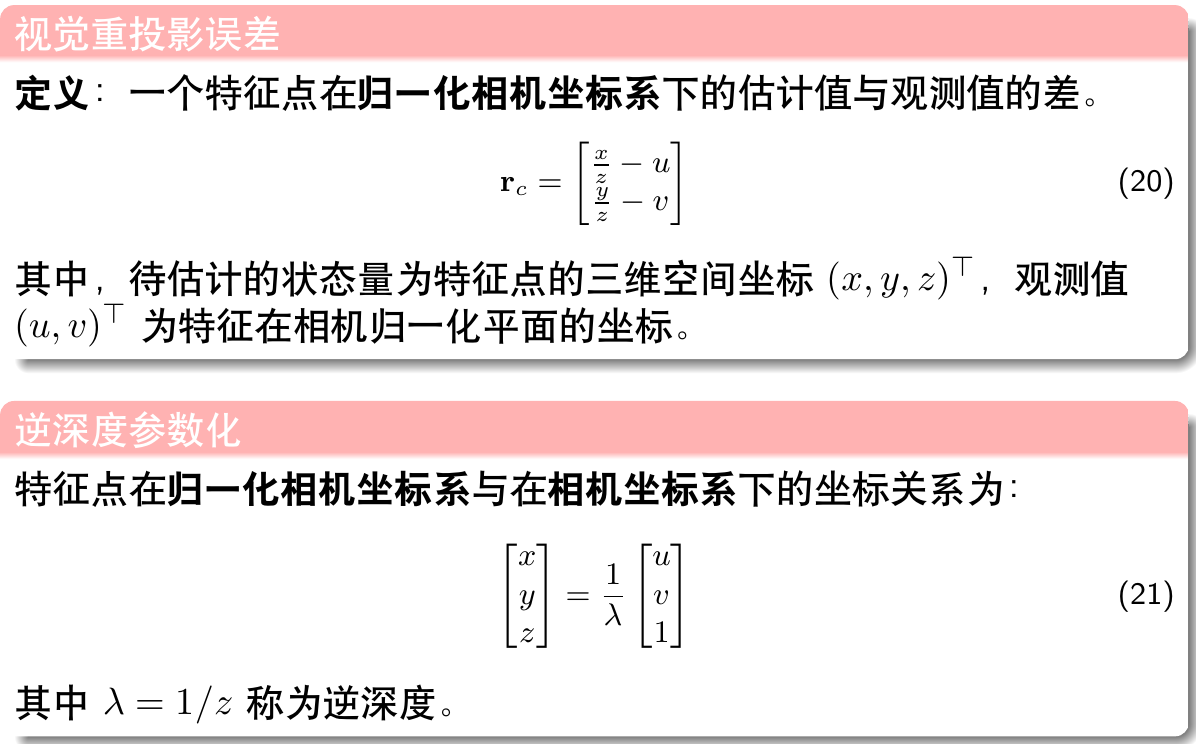 视觉重投影误差
定义：一个特征点在归一化相机坐标系下的估计值与观测值的差。
$\mathbf{r}_c = \begin{bmatrix} \frac{x}{z} - u \\ \frac{y}{z} - v \end{bmatrix}$ (20)
其中，待估计的状态量为特征点的三维空间坐标 $(x, y, z)^\top$，观测值
$(u, v)^\top$ 为特征在相机归一化平面的坐标。
逆深度参数化
特征点在归一化相机坐标系与在相机坐标系下的坐标关系为：
$\begin{bmatrix} x \\ y \\ z \end{bmatrix} = \frac{1}{\lambda} \begin{bmatrix} u \\ v \\ 1 \end{bmatrix}$ (21)
其中 $\lambda = 1/z$ 称为逆深度。